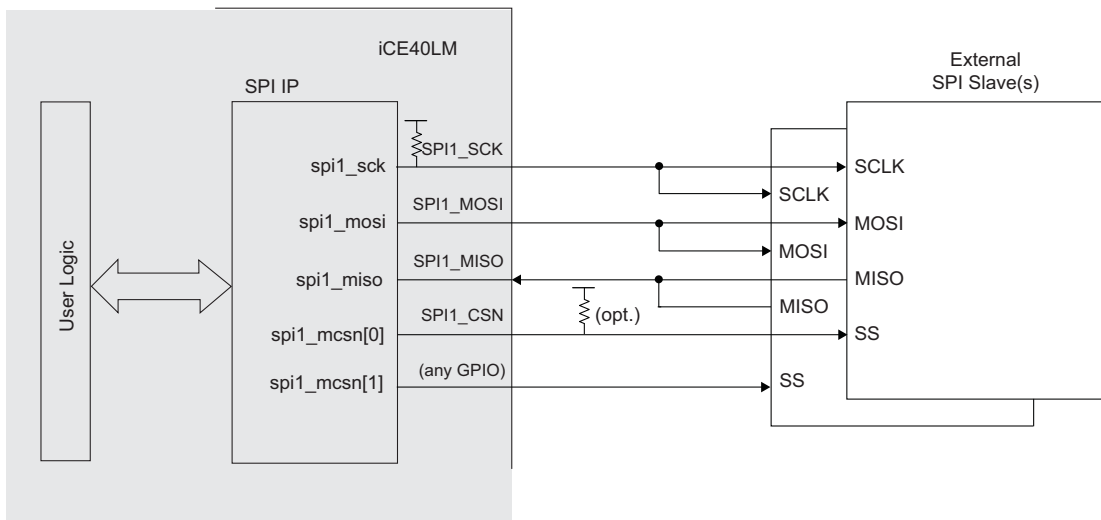 iCE40LM
External
SPI Slave(s)
SPI IP
User Logic
spi1_sck
SPI1_SCK
SCLK
SCLK
spi1_mosi
SPI1_MOSI
MOSI
MOSI
spi1_miso
SPI1_MISO
MISO
MISO
(opt.)
spi1_mcsn[0]
SPI1_CSN
SS
spi1_mcsn[1]
(any GPIO)
SS